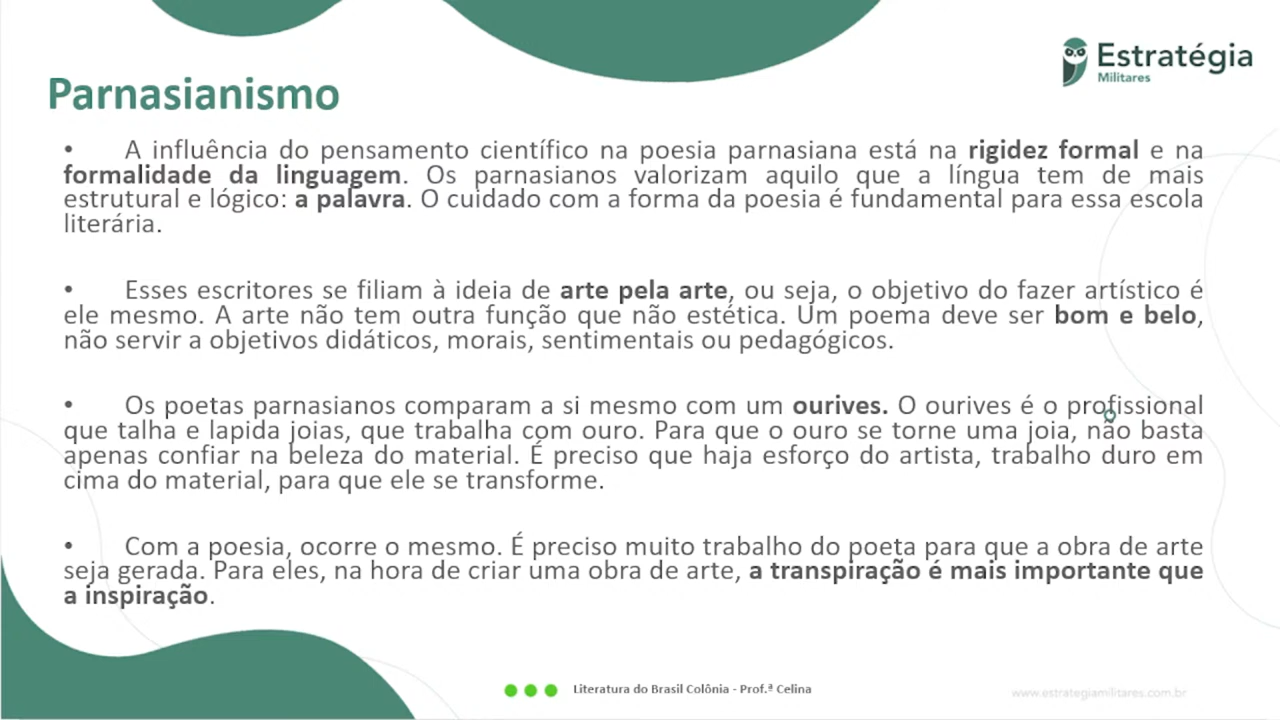 Estratégia
Militares
Parnasianismo
• A influência do pensamento científico na poesia parnasiana está na rigidez formal e na
formalidade da linguagem. Os parnasianos valorizam aquilo que a língua tem de mais
estrutural e lógico: a palavra. O cuidado com a forma da poesia é fundamental para essa escola
literária.
• Esses escritores se filiam à ideia de arte pela arte, ou seja, o objetivo do fazer artístico é
ele mesmo. A arte não tem outra função que não estética. Um poema deve ser bom e belo,
não servir a objetivos didáticos, morais, sentimentais ou pedagógicos.
• Os poetas parnasianos comparam a si mesmo com um ourives. O ourives é o profissional
que talha e lapida joias, que trabalha com ouro. Para que o ouro se torne uma joia, não basta
apenas confiar na beleza do material. É preciso que haja esforço do artista, trabalho duro em
cima do material, para que ele se transforme.
• Com a poesia, ocorre o mesmo. É preciso muito trabalho do poeta para que a obra de arte
seja gerada. Para eles, na hora de criar uma obra de arte, a transpiração é mais importante que
a inspiração.
Literatura do Brasil Colônia - Prof.ª Celina
www.estrategiamilitares.com.br